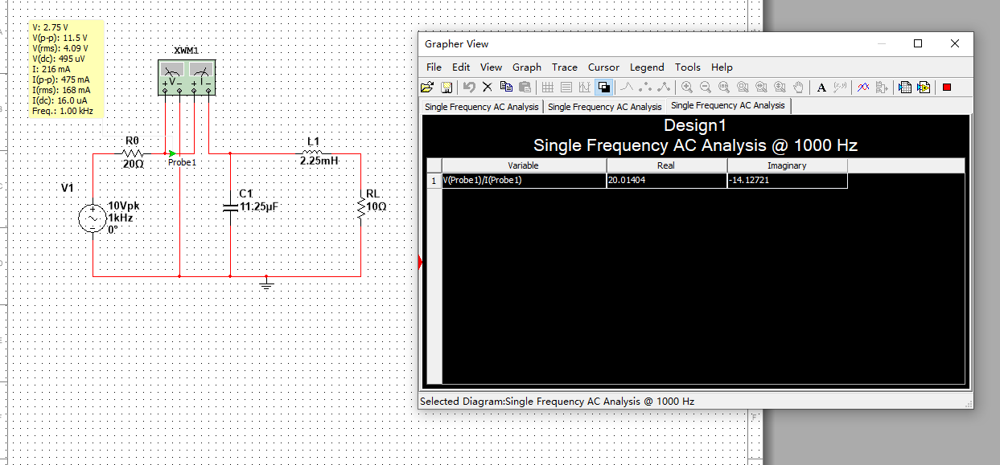 V: 2.75 V
V(p-p): 11.5 V
V(rms): 4.09 V
V(dc): 495 uV
I: 216 mA
I(p-p): 475 mA
I(rms): 168 mA
I(dc): 16.0 uA
Freq.: 1.00 kHz
XWM1
+ V − + I −
R0
20Ω
Probe1
L1
2.25mH
V1
10Vpk
1kHz
0°
C1
11.25µF
RL
10Ω
Grapher View
File Edit View Graph Trace Cursor Legend Tools Help
Single Frequency AC Analysis Single Frequency AC Analysis Single Frequency AC Analysis
Design1
Single Frequency AC Analysis @ 1000 Hz
Variable Real Imaginary
1 V(Probe1)/I(Probe1) 20.01404 -14.12721
Selected Diagram:Single Frequency AC Analysis @ 1000 Hz